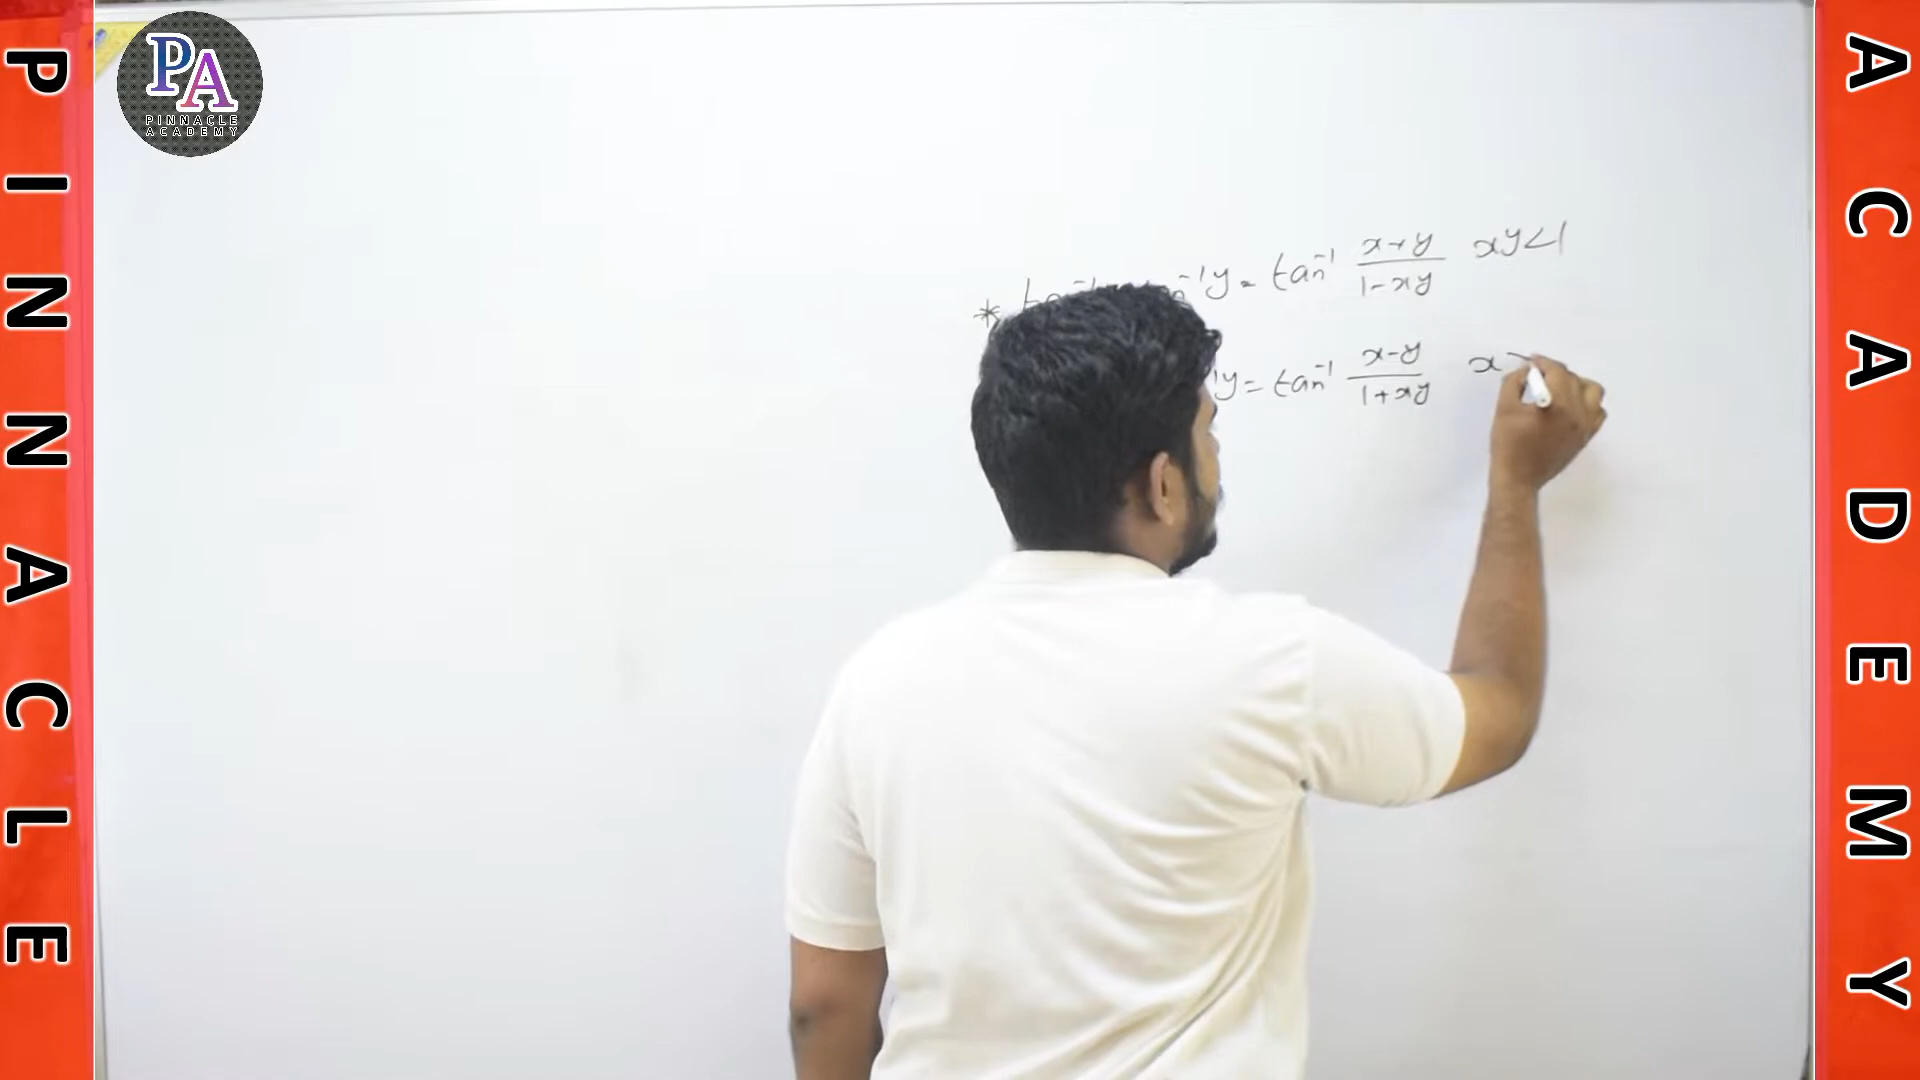 PINNACLE
PA
PINNACLE
ACADEMY
* y = tan⁻¹ x+y/1-xy xy<1
y = tan⁻¹ x-y/1+xy x
ACADEMY